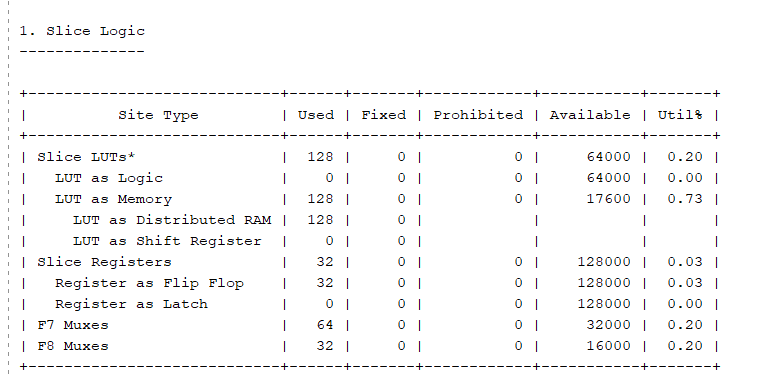 1. Slice Logic
--------------
+----------------------------+------+-------+------------+-----------+-------+
|          Site Type         | Used | Fixed | Prohibited | Available | Util% |
+----------------------------+------+-------+------------+-----------+-------+
| Slice LUTs*                |  128 |     0 |          0 |     64000 |  0.20 |
|   LUT as Logic             |    0 |     0 |          0 |     64000 |  0.00 |
|   LUT as Memory            |  128 |     0 |          0 |     17600 |  0.73 |
|     LUT as Distributed RAM |  128 |     0 |            |           |       |
|     LUT as Shift Register  |    0 |     0 |            |           |       |
| Slice Registers            |   32 |     0 |          0 |    128000 |  0.03 |
|   Register as Flip Flop    |   32 |     0 |          0 |    128000 |  0.03 |
|   Register as Latch        |    0 |     0 |          0 |    128000 |  0.00 |
| F7 Muxes                   |   64 |     0 |          0 |     32000 |  0.20 |
| F8 Muxes                   |   32 |     0 |          0 |     16000 |  0.20 |
+----------------------------+------+-------+------------+-----------+-------+